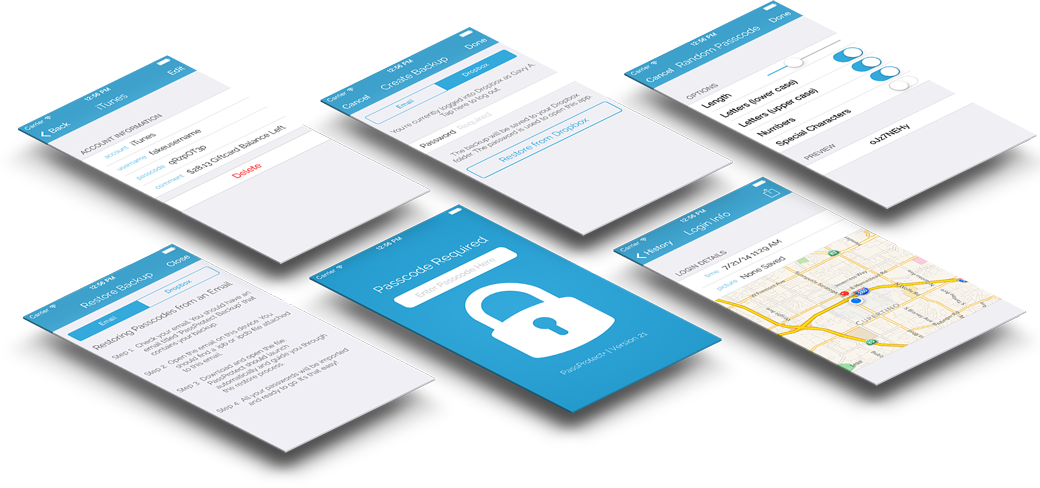 Carrier 12:56 PM
Back iTunes Edit
ACCOUNT INFORMATION
account iTunes
username fakeusername
passcode qRzpOT3p
comment $28.13 Giftcard Balance Left
Delete
Carrier 12:56 PM
Cancel Create Backup Done
Email Dropbox
You're currently logged into Dropbox as Gavy A
Tap here to log out.
Password Required
The backup will be saved to your Dropbox
folder. The password is used to open this app.
Restore from Dropbox
Carrier 12:56 PM
Cancel Random Passcode Done
OPTIONS
Length
Letters (lower case)
Letters (upper case)
Numbers
Special Characters
PREVIEW
oJz7NEHy
Carrier 12:56 PM
Restore Backup Close
Email Dropbox
Restoring Passcodes from an Email.
Step 1: Check your email. You should have an
email titled 'PassProtect Backup' that
contains your backup.
Step 2: Open the email on this device. You
should find a .ppb or .ppdb file attached
to this email.
Step 3: Download and open the file.
PassProtect should launch
automatically and guide you through
the restore process.
Step 4: All your passwords will be imported
and ready to go. It's that easy!
Carrier 12:56 PM
Passcode Required
Enter Passcode Here
PassProtect+ | Version 2.1
Carrier 12:56 PM
History Login Info
LOGIN DETAILS
time 7/21/14 11:29 AM
picture None Saved
CUPERTINO